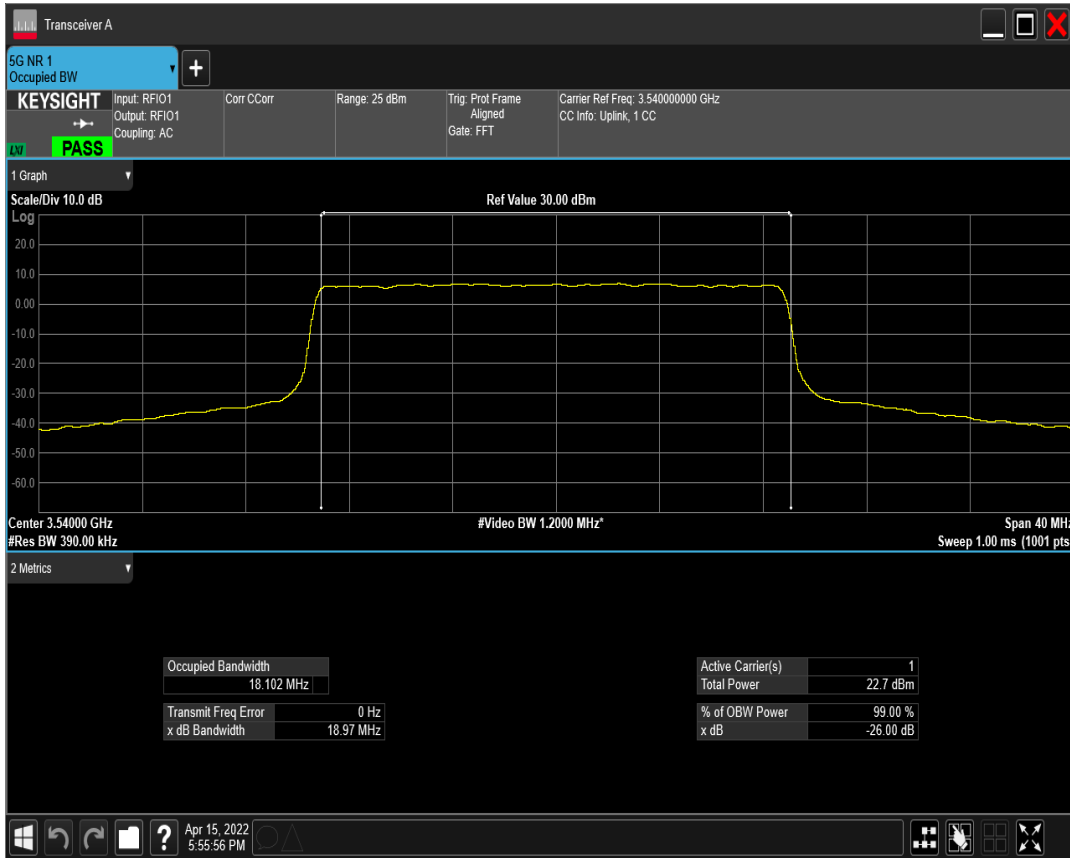 Transceiver A
5G NR 1
Occupied BW
KEYSIGHT
LXI
PASS
Input: RFIO1
Output: RFIO1
Coupling: AC
Corr CCorr
Range: 25 dBm
Trig: Prot Frame
Aligned
Gate: FFT
Carrier Ref Freq: 3.540000000 GHz
CC Info: Uplink, 1 CC
1 Graph
Scale/Div 10.0 dB
Ref Value 30.00 dBm
Log
20.0
10.0
0.00
-10.0
-20.0
-30.0
-40.0
-50.0
-60.0
Center 3.54000 GHz
#Video BW 1.2000 MHz*
Span 40 MHz
#Res BW 390.00 kHz
Sweep 1.00 ms (1001 pts
2 Metrics
Occupied Bandwidth
18.102 MHz
Transmit Freq Error 0 Hz
x dB Bandwidth 18.97 MHz
Active Carrier(s) 1
Total Power 22.7 dBm
% of OBW Power 99.00 %
x dB -26.00 dB
?
Apr 15, 2022
5:55:56 PM